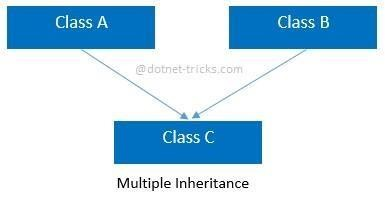 Class A
Class B
@dotnet-tricks.com
Class C
Multiple Inheritance